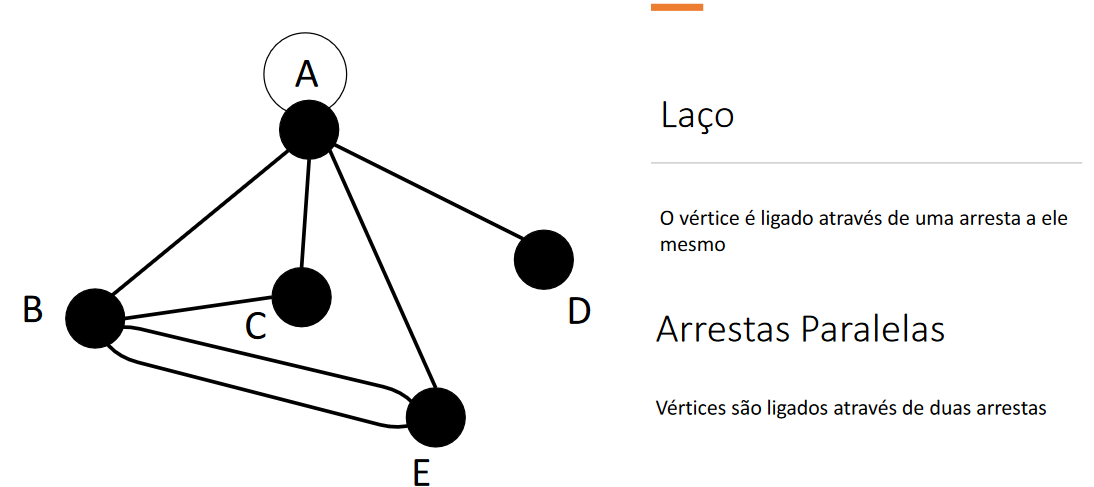 A
B
C
D
E
Laço
O vértice é ligado através de uma arresta a ele
mesmo
Arrestas Paralelas
Vértices são ligados através de duas arrestas